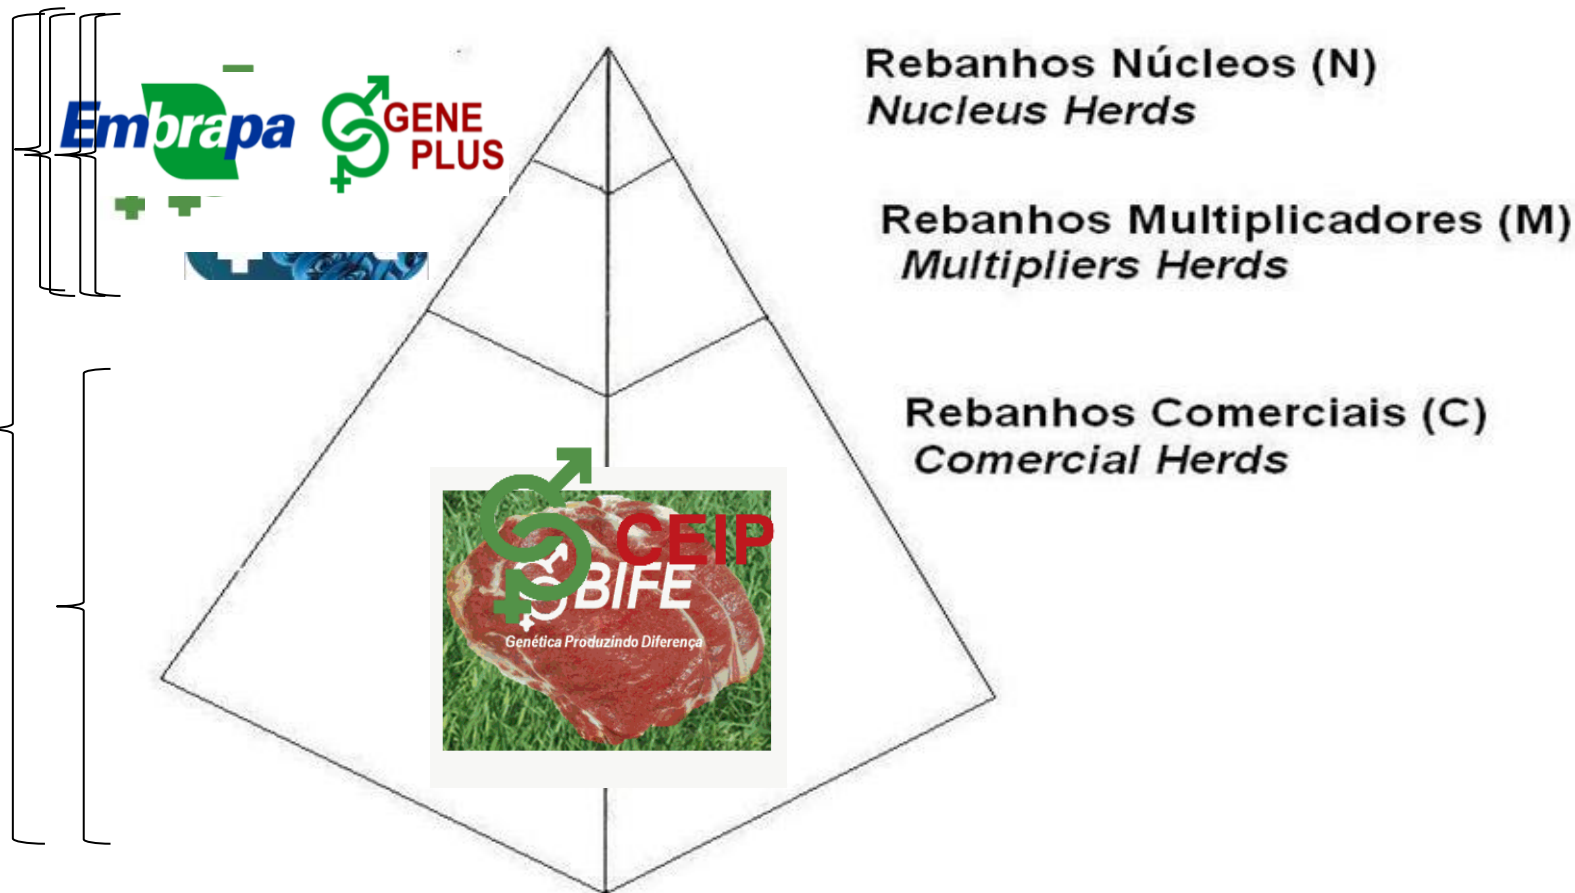 Rebanhos Núcleos (N)
Nucleus Herds
Embrapa
GENE
PLUS
Rebanhos Multiplicadores (M)
Multipliers Herds
Rebanhos Comerciais (C)
Comercial Herds
CEIP
BIFE
Genética Produzindo Diferença